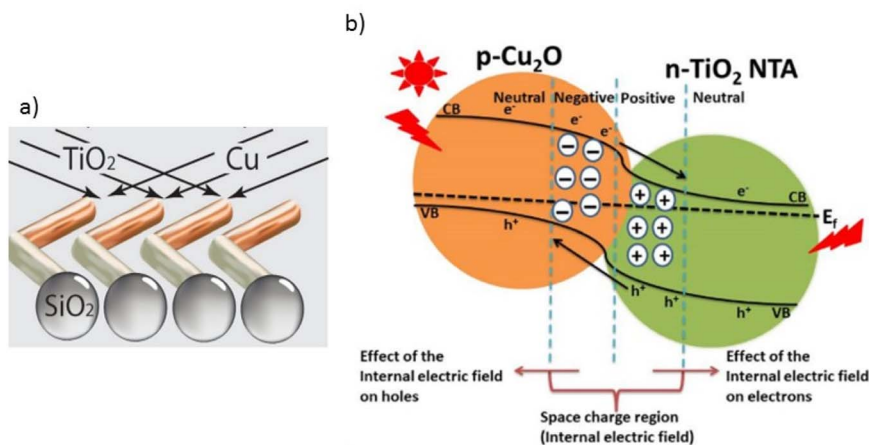 a)
TiO₂
Cu
SiO₂
b)
p-Cu₂O
n-TiO₂ NTA
Neutral Negative Positive Neutral
CB
e⁻
e⁻
e⁻
− −
− −
− −
+ +
+ +
+ +
e⁻
CB
E_f
VB
h⁺
h⁺
h⁺
h⁺
VB
Effect of the
Internal electric field
on holes
Space charge region
(Internal electric field)
Effect of the
Internal electric field
on electrons